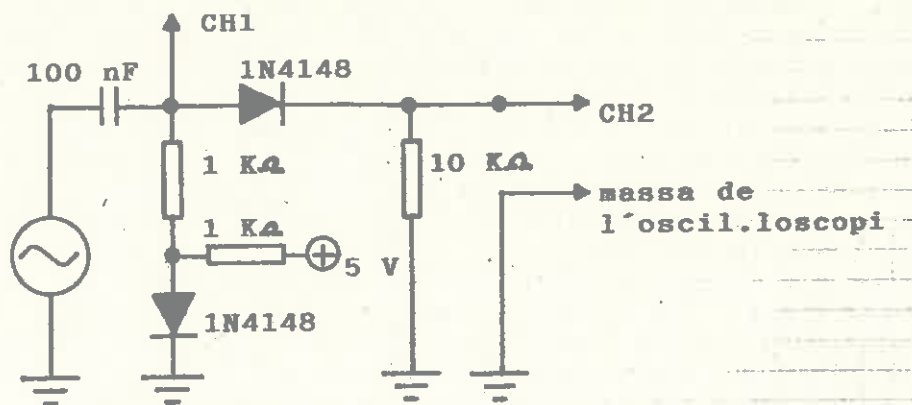 CH1
100 nF
1N4148
CH2
1 KΩ
10 KΩ
massa de
l´oscil.loscopi
1 KΩ
5 V
1N4148